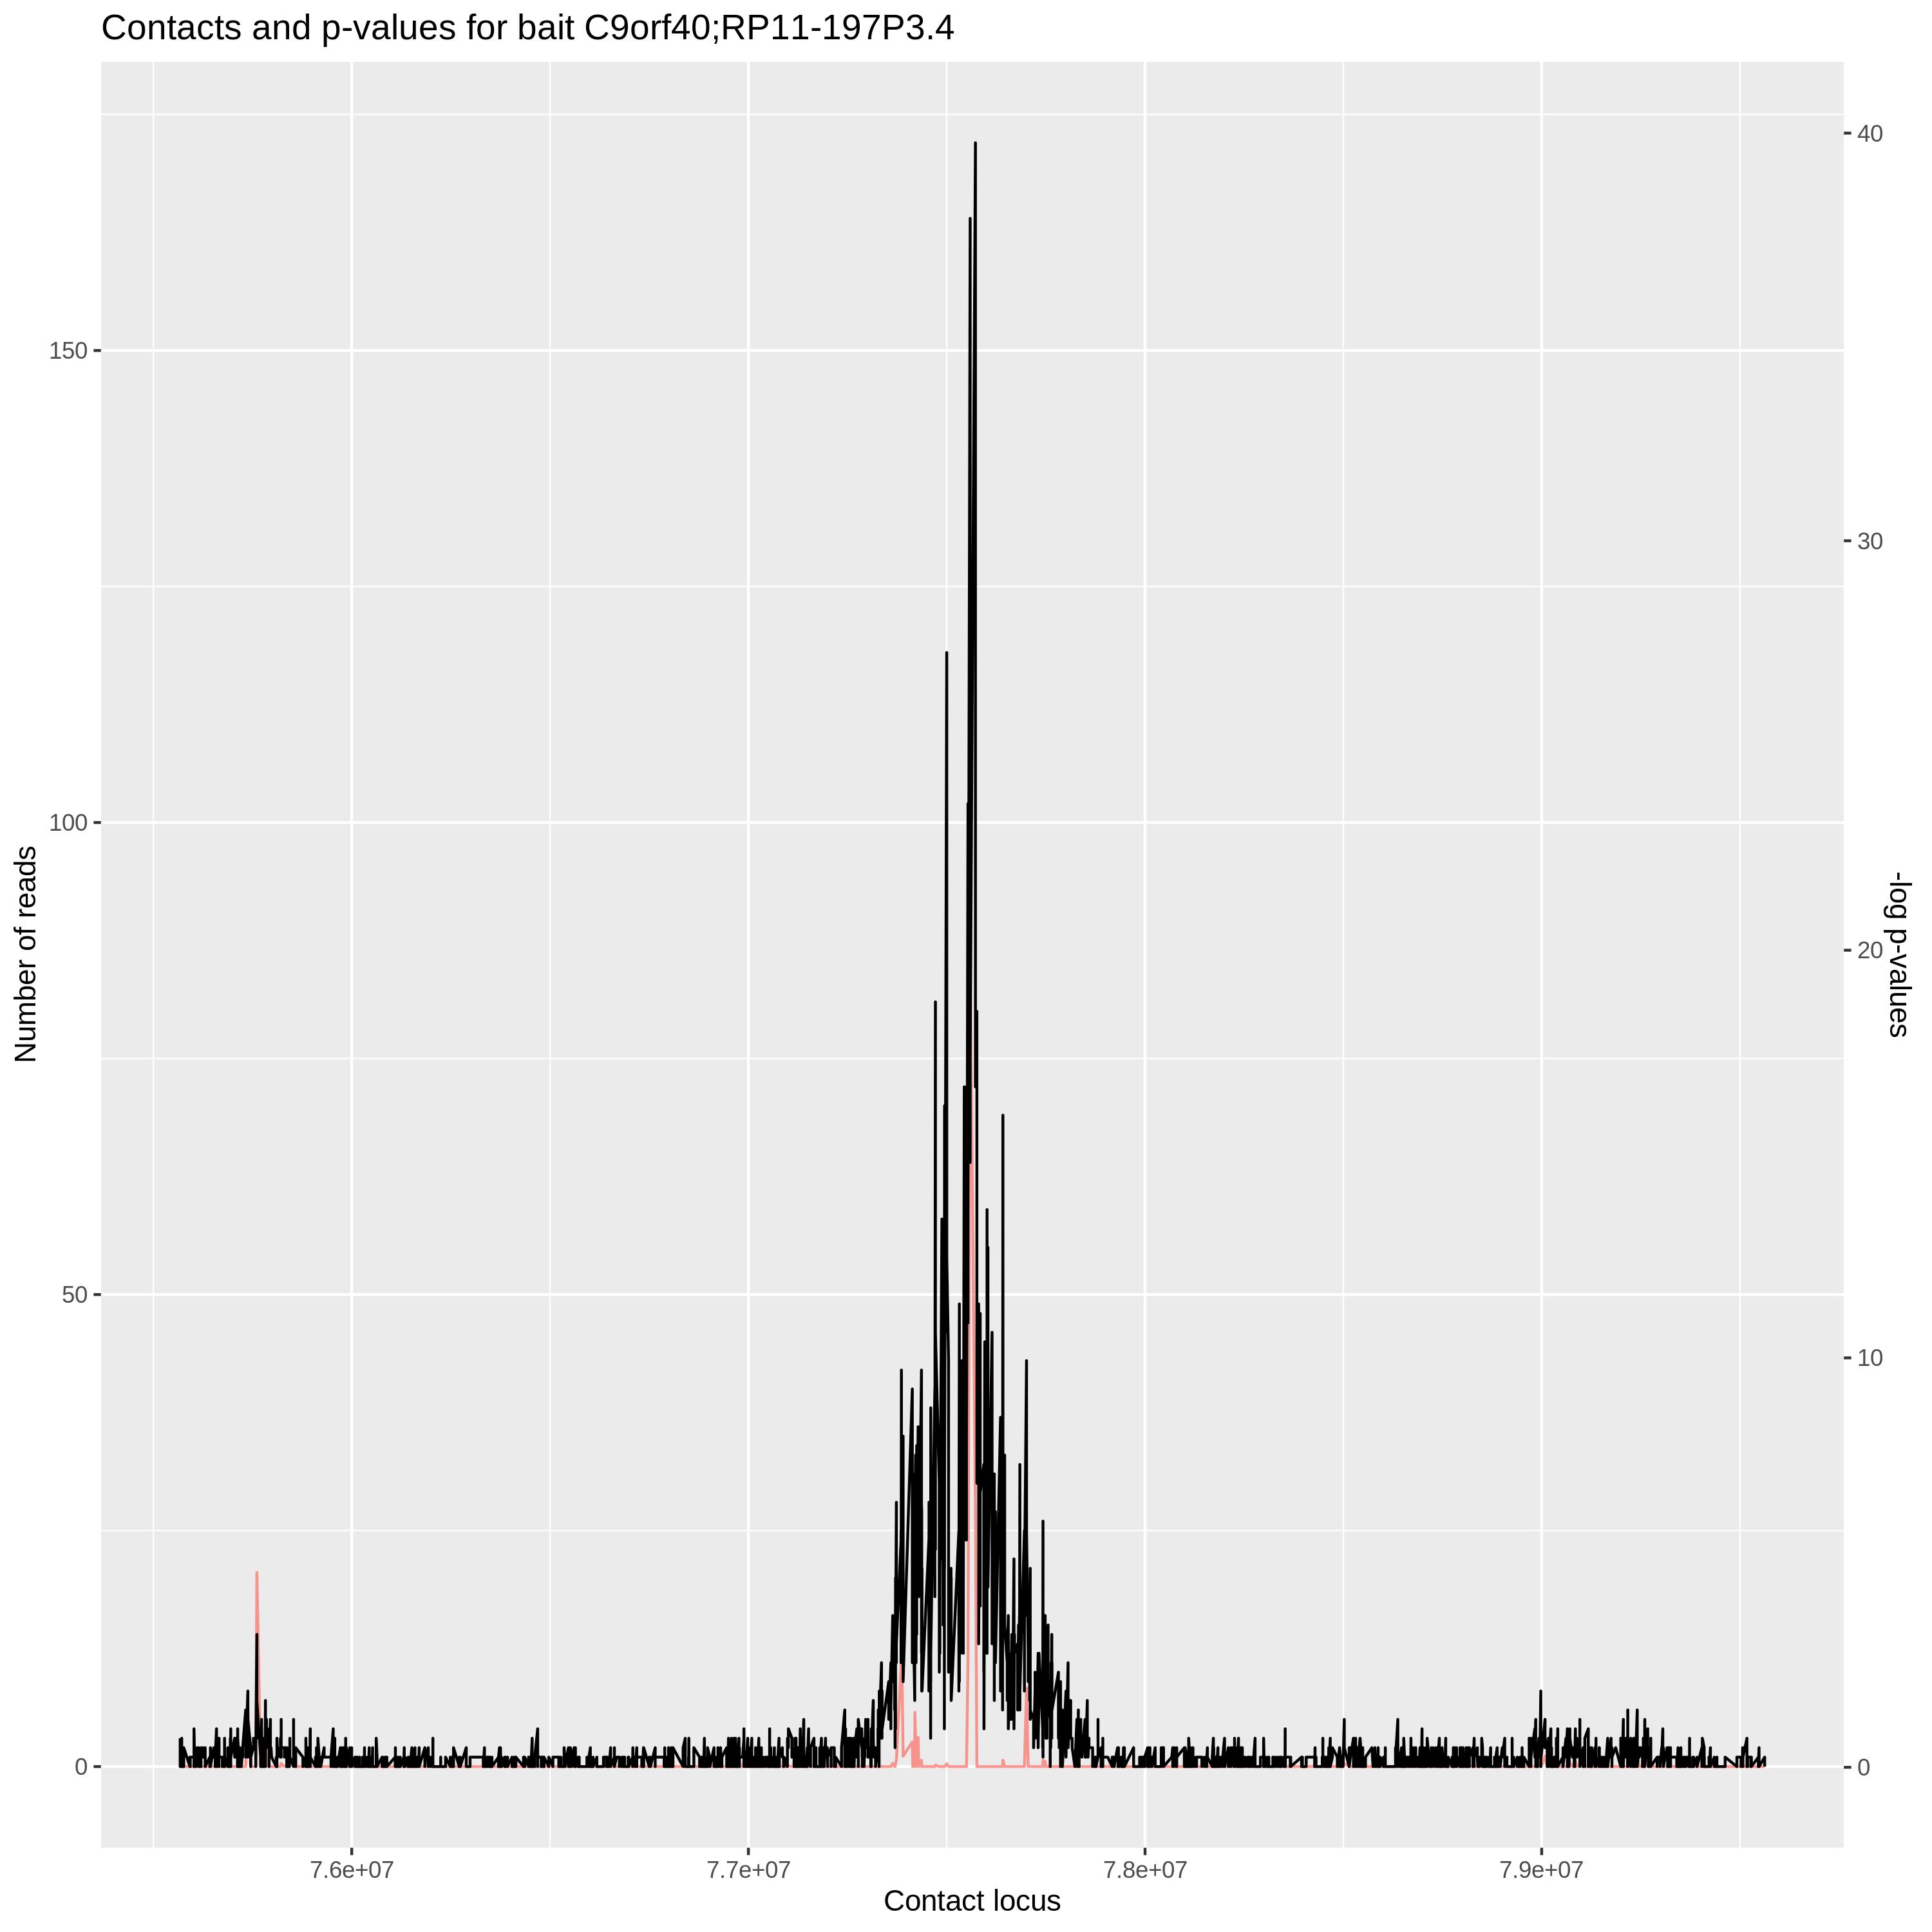 Contacts and p-values for bait C9orf40;RP11-197P3.4
150
100
50
0
Number of reads
40
30
20
10
0
-log p-values
7.6e+07 7.7e+07 7.8e+07 7.9e+07
Contact locus